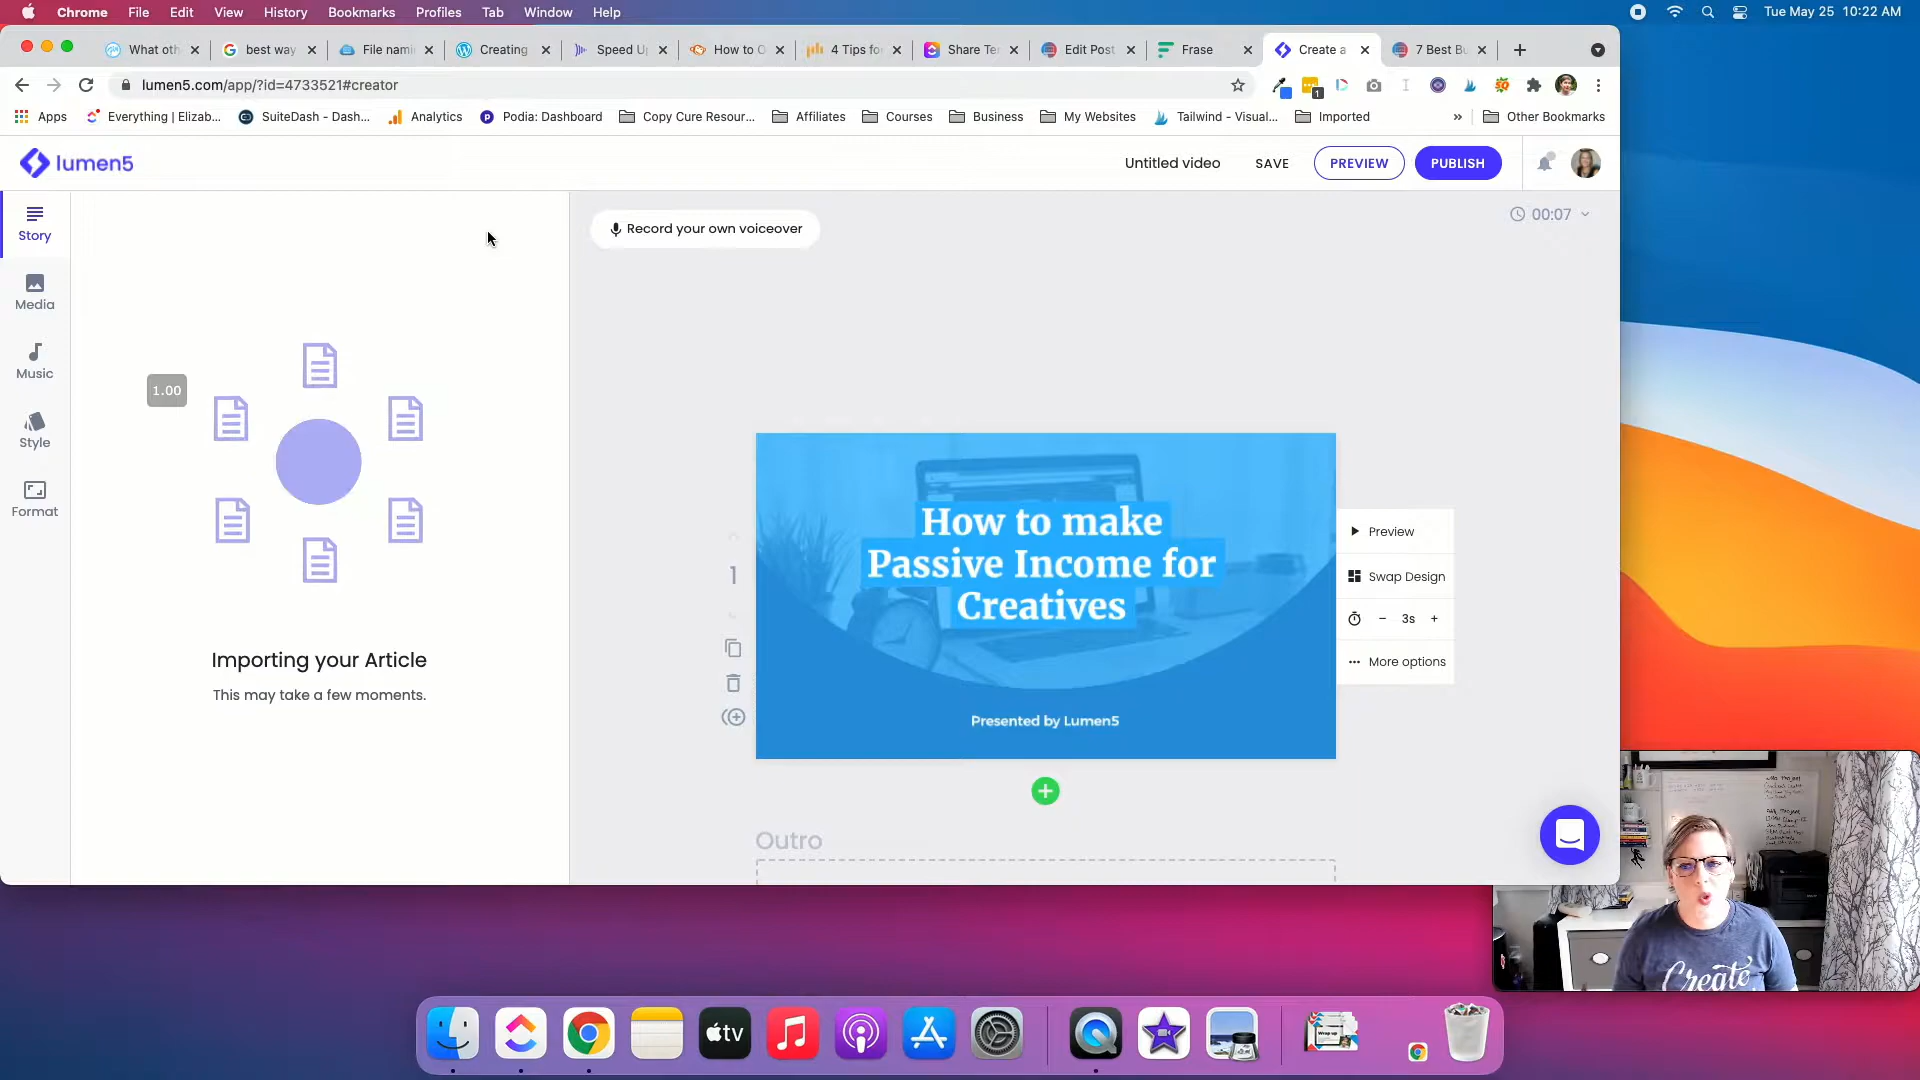 Chrome File Edit View History Bookmarks Profiles Tab Window Help Tue May 25 10:22 AM
What oth best way File nami Creating Speed U How to O 4 Tips fo Share Te Edit Post Frase Create a 7 Best Bu
lumen5.com/app/?id=4733521#creator
1
Apps Everything | Elizab... SuiteDash - Dash... Analytics Podia: Dashboard Copy Cure Resour... Affiliates Courses Business My Websites Tailwind - Visual... Imported » Other Bookmarks
lumen5 Untitled video SAVE PREVIEW PUBLISH
Story
Media
Music
Style
Format
1.00
Importing your Article
This may take a few moments.
Record your own voiceover
00:07
1
How to make
Passive Income for
Creatives
Presented by Lumen5
Preview
Swap Design
− 3s +
More options
Outro
Create
tv
Wrap up